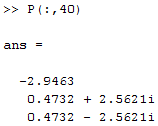 >> P(:,40)
ans =
-2.9463
0.4732 + 2.5621i
0.4732 - 2.5621i